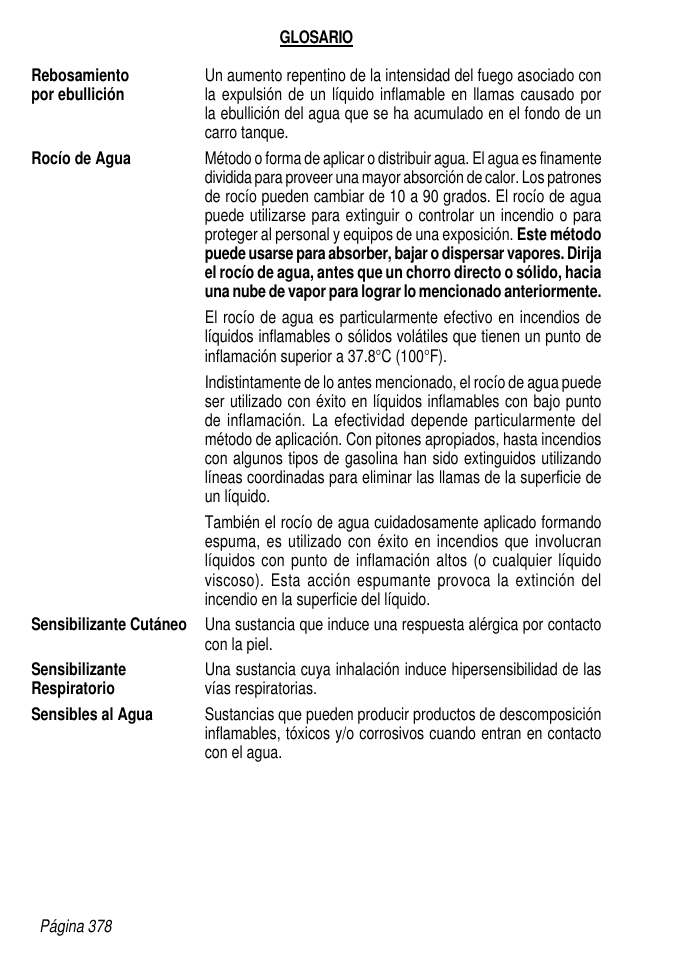 GLOSARIO
Rebosamiento
por ebullición
Un aumento repentino de la intensidad del fuego asociado con
la expulsión de un líquido inflamable en llamas causado por
la ebullición del agua que se ha acumulado en el fondo de un
carro tanque.
Rocío de Agua
Método o forma de aplicar o distribuir agua. El agua es finamente
dividida para proveer una mayor absorción de calor. Los patrones
de rocío pueden cambiar de 10 a 90 grados. El rocío de agua
puede utilizarse para extinguir o controlar un incendio o para
proteger al personal y equipos de una exposición. Este método
puede usarse para absorber, bajar o dispersar vapores. Dirija
el rocío de agua, antes que un chorro directo o sólido, hacia
una nube de vapor para lograr lo mencionado anteriormente.
El rocío de agua es particularmente efectivo en incendios de
líquidos inflamables o sólidos volátiles que tienen un punto de
inflamación superior a 37.8°C (100°F).
Indistintamente de lo antes mencionado, el rocío de agua puede
ser utilizado con éxito en líquidos inflamables con bajo punto
de inflamación. La efectividad depende particularmente del
método de aplicación. Con pitones apropiados, hasta incendios
con algunos tipos de gasolina han sido extinguidos utilizando
líneas coordinadas para eliminar las llamas de la superficie de
un líquido.
También el rocío de agua cuidadosamente aplicado formando
espuma, es utilizado con éxito en incendios que involucran
líquidos con punto de inflamación altos (o cualquier líquido
viscoso). Esta acción espumante provoca la extinción del
incendio en la superficie del líquido.
Sensibilizante Cutáneo
Una sustancia que induce una respuesta alérgica por contacto
con la piel.
Sensibilizante
Respiratorio
Una sustancia cuya inhalación induce hipersensibilidad de las
vías respiratorias.
Sensibles al Agua
Sustancias que pueden producir productos de descomposición
inflamables, tóxicos y/o corrosivos cuando entran en contacto
con el agua.
Página 378